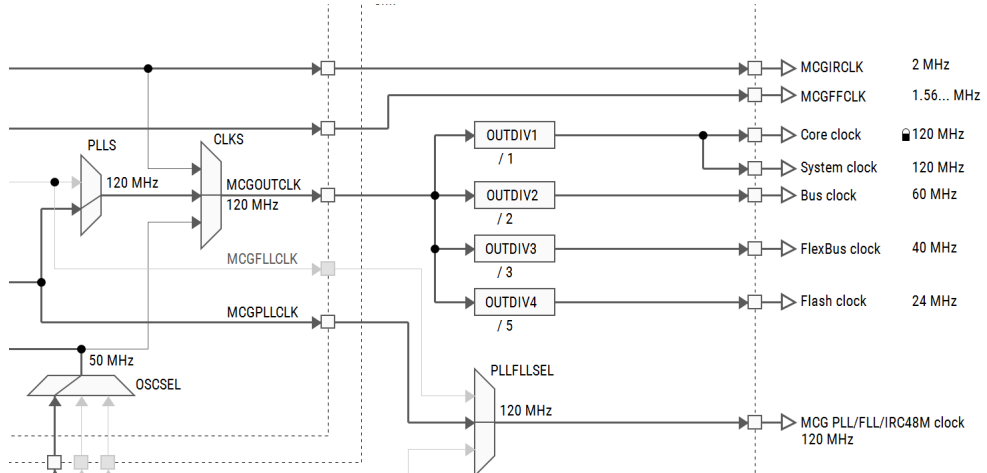 MCGIRCLK 2 MHz
MCGFFCLK 1.56... MHz
OUTDIV1 Core clock 120 MHz
/ 1
PLLS CLKS
System clock 120 MHz
120 MHz MCGOUTCLK
120 MHz
OUTDIV2 Bus clock 60 MHz
/ 2
MCGFLLCLK
OUTDIV3 FlexBus clock 40 MHz
/ 3
MCGPLLCLK
OUTDIV4 Flash clock 24 MHz
/ 5
50 MHz
OSCSEL
PLLFLLSEL
120 MHz
MCG PLL/FLL/IRC48M clock
120 MHz